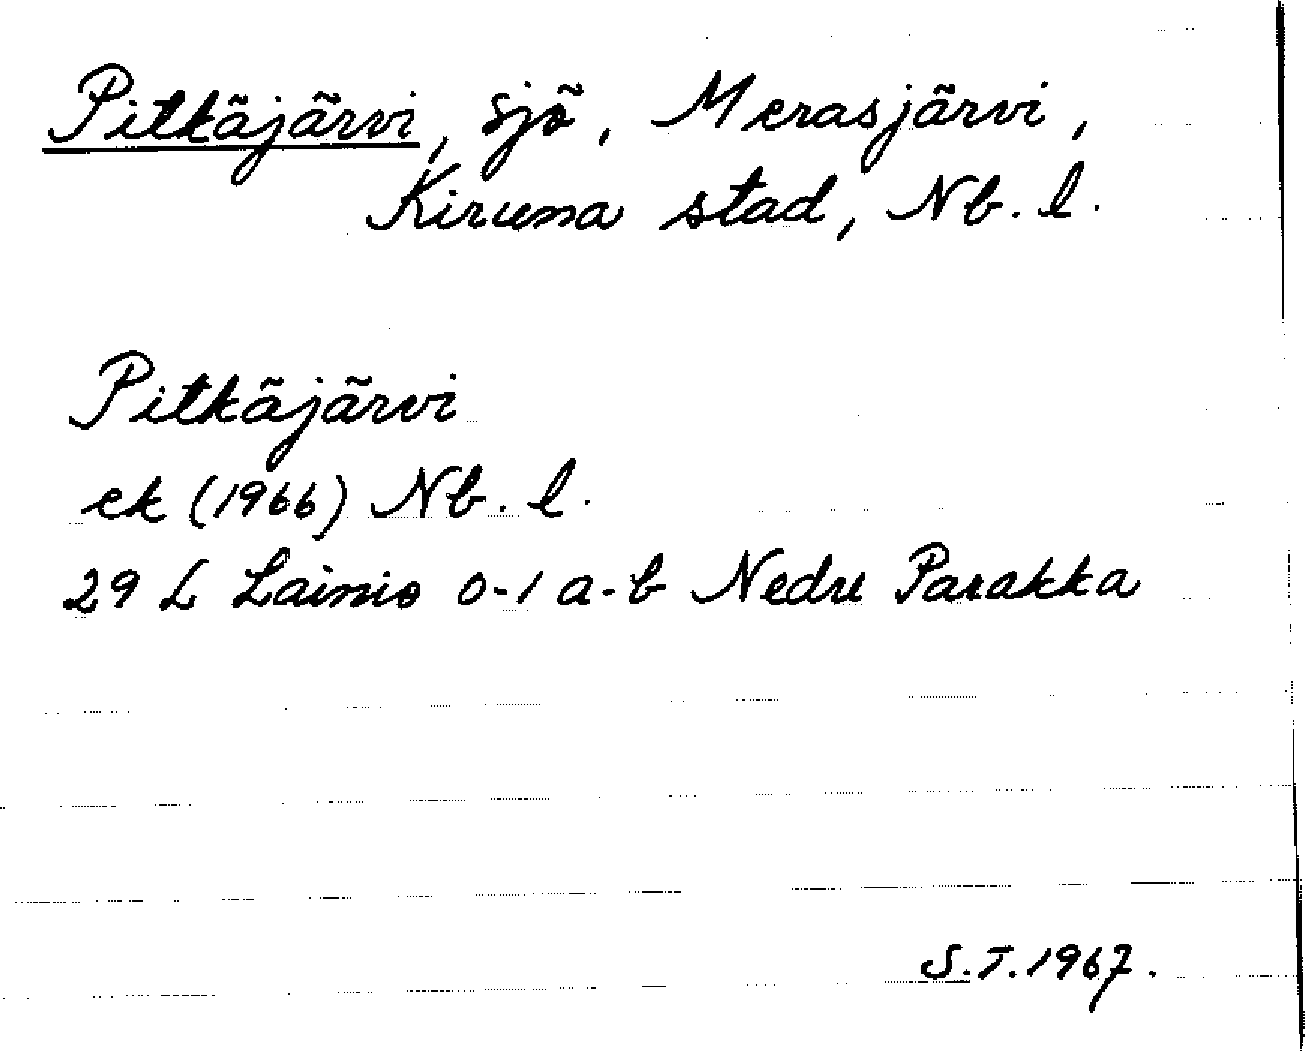 Pitkäjärvi, sjö, Merasjärvi,
Kiruna stad, Nb. l.
Pitkäjärvi
ek (1966) Nb. l.
29 L Lainio 0-1 a-b Nedre Parakka
S.T. 1967.